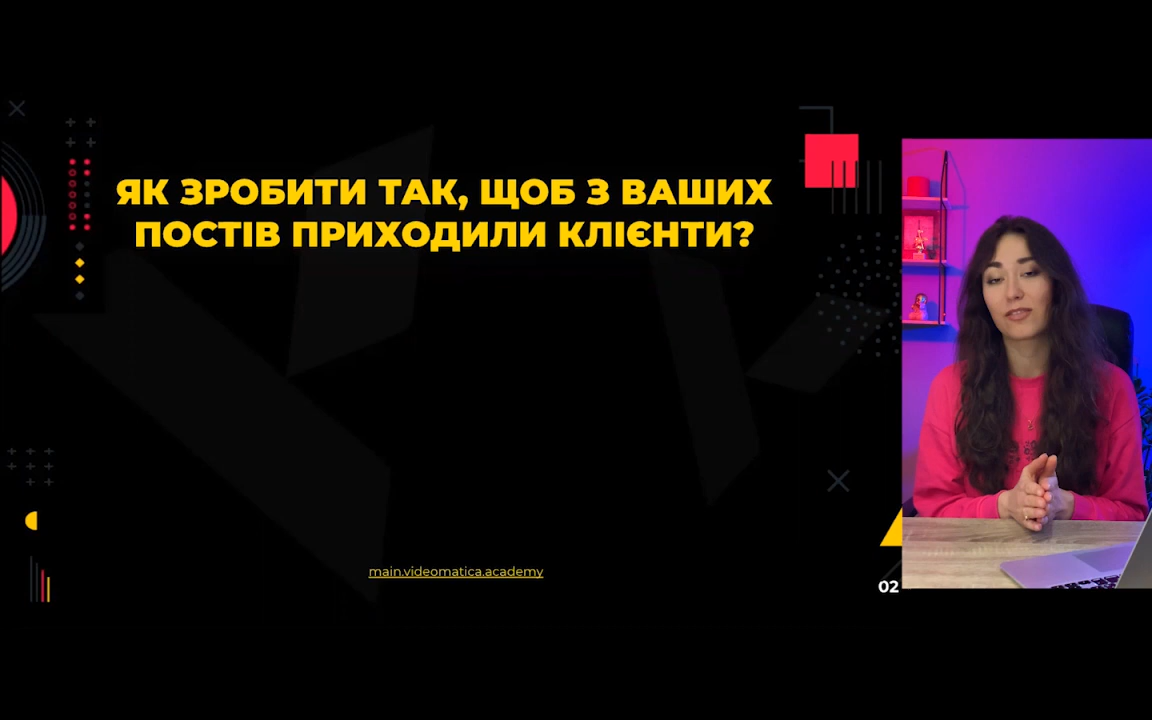 ЯК ЗРОБИТИ ТАК, ЩОБ З ВАШИХ
ПОСТІВ ПРИХОДИЛИ КЛІЄНТИ?
main.videomatica.academy
02